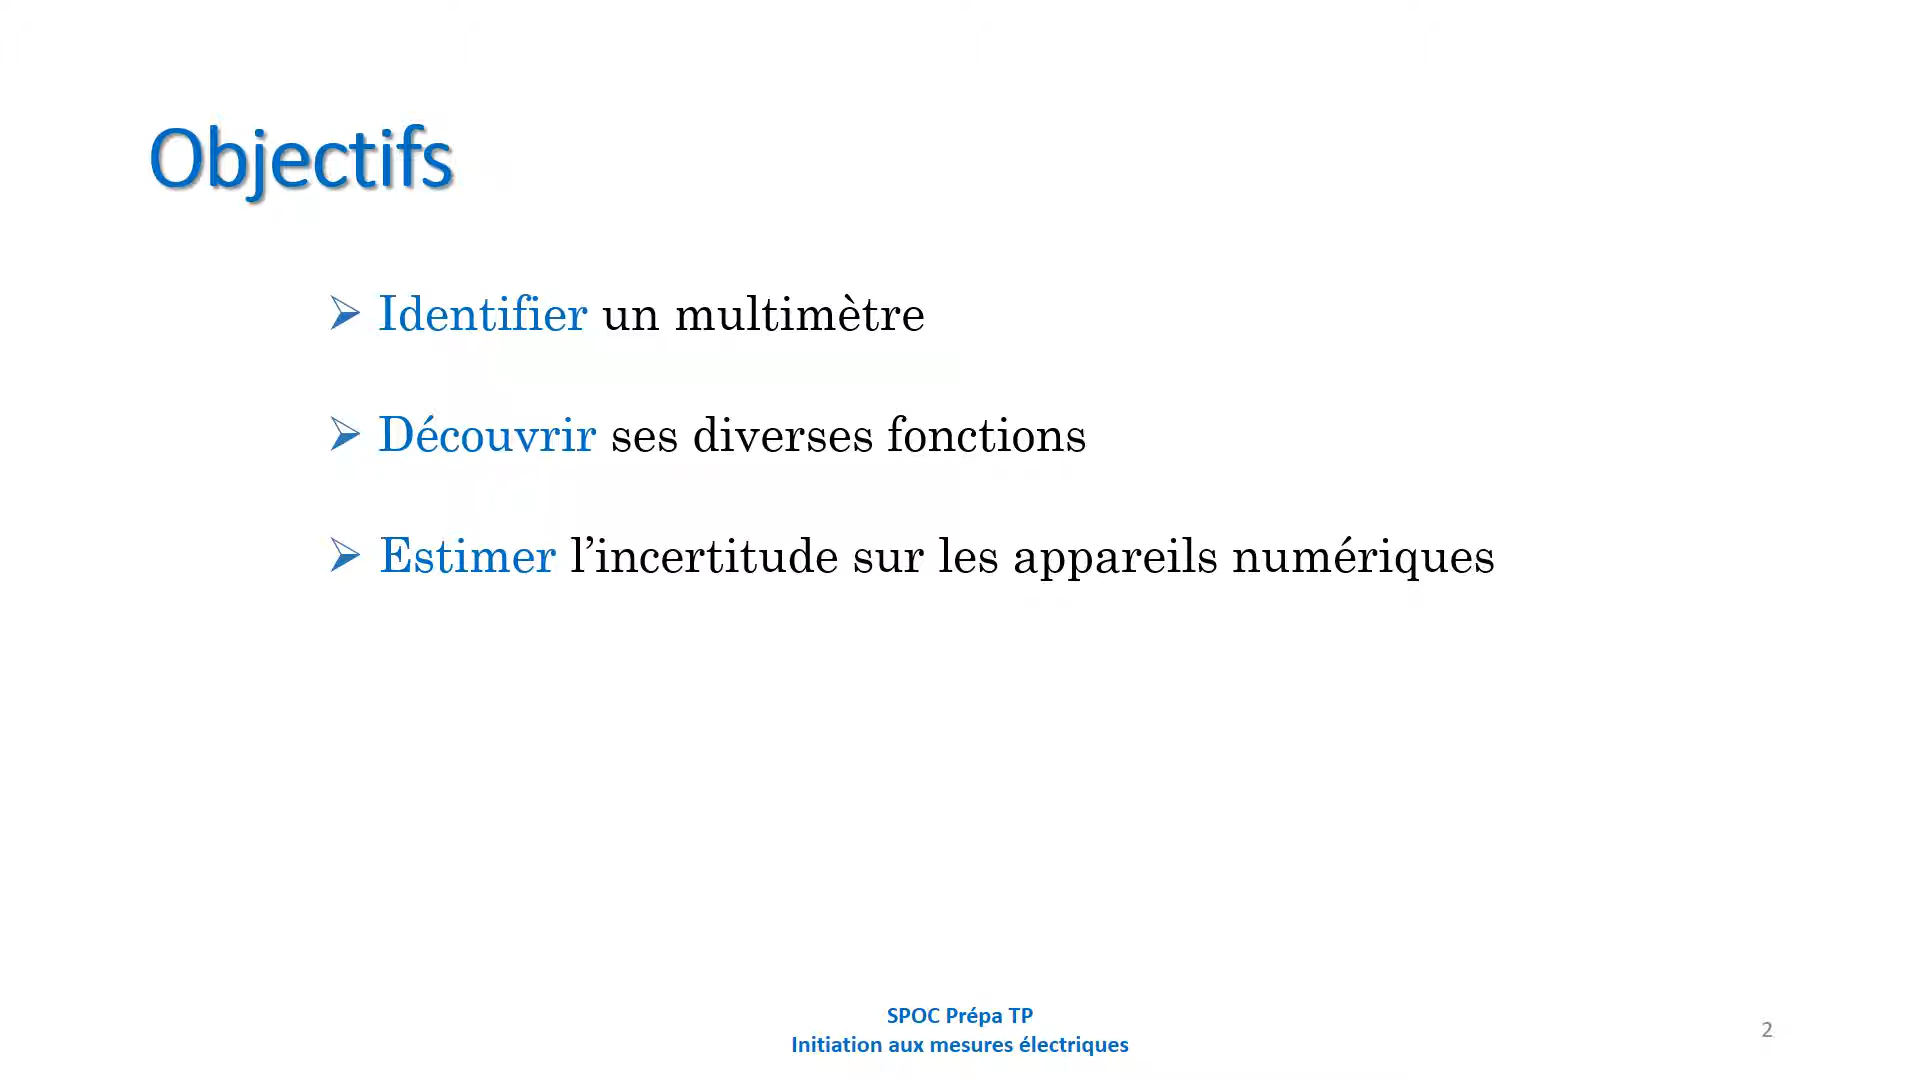 Objectifs
➢ Identifier un multimètre
➢ Découvrir ses diverses fonctions
➢ Estimer l’incertitude sur les appareils numériques
SPOC Prépa TP
Initiation aux mesures électriques
2